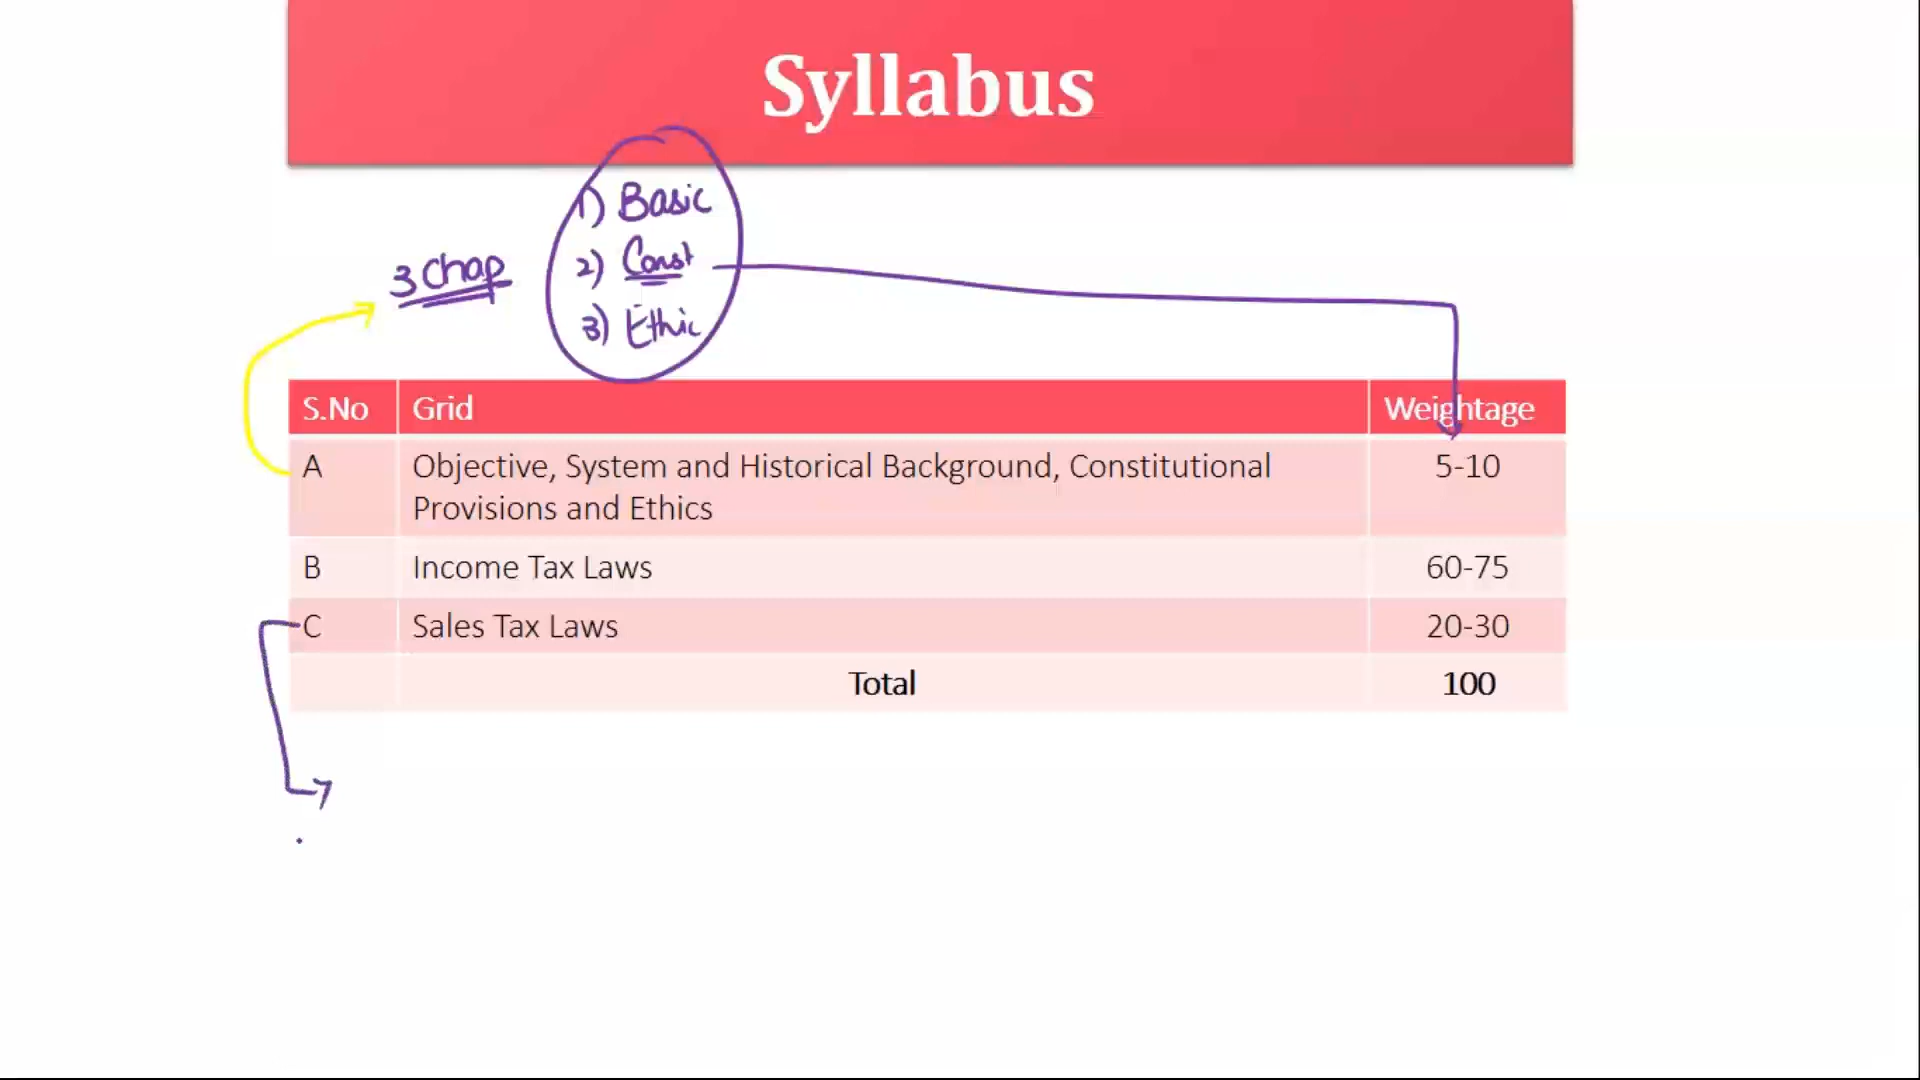 Syllabus
1) Basic
3 Chap
2) Const
3) Ethic
S.No Grid Weightage
A Objective, System and Historical Background, Constitutional 5-10
Provisions and Ethics
B Income Tax Laws 60-75
C Sales Tax Laws 20-30
Total 100